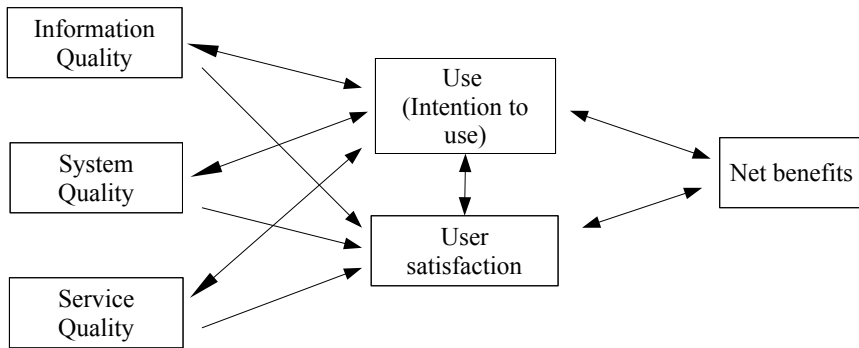 Information
Quality
Use
(Intention to
use)
System
Quality
Net benefits
User
satisfaction
Service
Quality